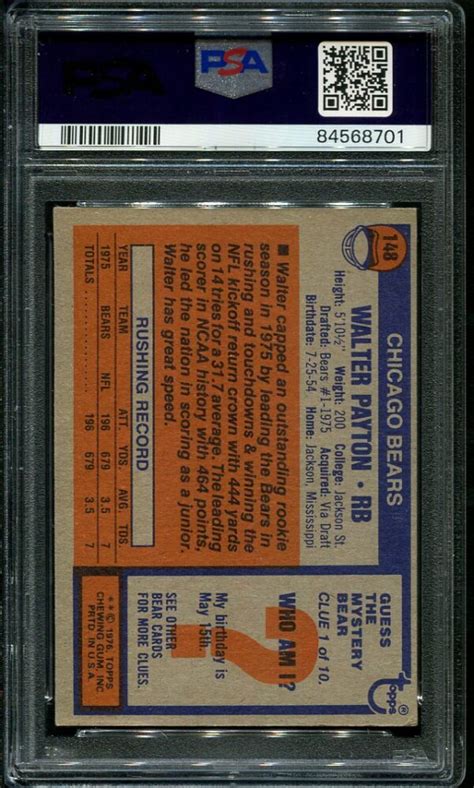 PSA
PSA
84568701
148
CHICAGO BEARS
WALTER PAYTON • RB
Height: 5'10½" Weight: 200 College: Jackson St.
Drafted: Bears #1-1975 Acquired: Via Draft
Birthdate: 7-25-54 Home: Jackson, Mississippi
■ Walter capped an outstanding rookie
season in 1975 by leading the Bears in
rushing and touchdowns & winning the
NFL kickoff return crown with 444 yards
on 14 tries for a 31.7 average. The leading
scorer in NCAA history with 464 points,
he led the nation in scoring as a junior.
Walter has great speed.
RUSHING RECORD
YEAR TEAM ATT. YDS. AVG. TDS
1975 BEARS NFL 196 679 3.5 7
TOTALS . . . . 196 679 3.5 7
topps ®
GUESS
THE
MYSTERY
BEAR
CLUE 1 of 10.
WHO AM I?
?
My birthday is
May 15th.
SEE OTHER
BEAR CARDS
FOR MORE CLUES.
* © 1976, TOPPS
CHEWING GUM, INC
PRTD. IN U.S.A.